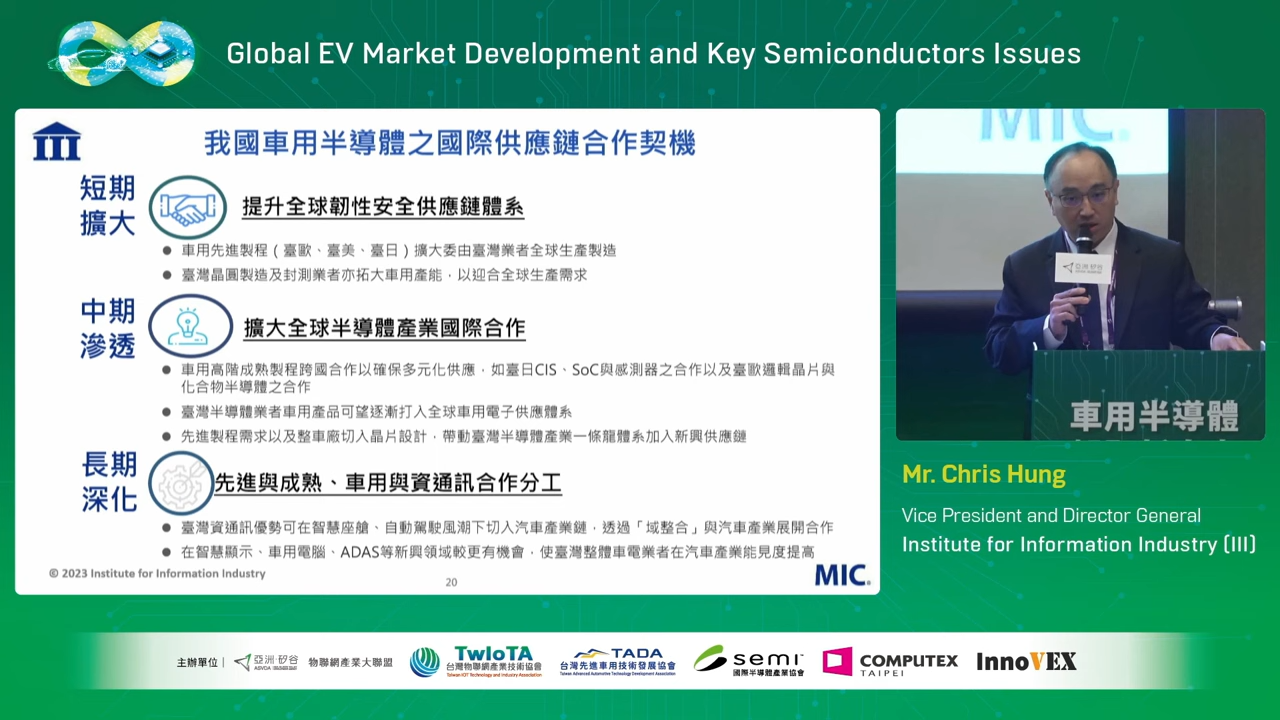 Global EV Market Development and Key Semiconductors Issues
III
我國車用半導體之國際供應鏈合作契機
短期
擴大
提升全球韌性安全供應鏈體系
● 車用先進製程（臺歐、臺美、臺日）擴大委由臺灣業者全球生產製造
● 臺灣晶圓製造及封測業者亦拓大車用產能，以迎合全球生產需求
中期
滲透
擴大全球半導體產業國際合作
● 車用高階成熟製程跨國合作以確保多元化供應，如臺日CIS、SoC與感測器之合作以及臺歐邏輯晶片與
化合物半導體之合作
● 臺灣半導體業者車用產品可望逐漸打入全球車用電子供應體系
● 先進製程需求以及整車廠切入晶片設計，帶動臺灣半導體產業一條龍體系加入新興供應鏈
長期
深化
先進與成熟、車用與資通訊合作分工
● 臺灣資通訊優勢可在智慧座艙、自動駕駛風潮下切入汽車產業鏈，透過「域整合」與汽車產業展開合作
● 在智慧顯示、車用電腦、ADAS等新興領域較更有機會，使臺灣整體車電業者在汽車產業能見度提高
© 2023 Institute for Information Industry
20
MIC®
MIC®
亞洲·矽谷
車用半導體
Mr. Chris Hung
Vice President and Director General
Institute for Information Industry (III)
主辦單位｜
亞洲·矽谷
物聯網產業大聯盟
TwIoTA
台灣物聯網產業技術協會
Taiwan IOT Technology and Industry Association
TADA
台灣先進車用技術發展協會
Taiwan Advanced Automotive Technology Development Association
semi
國際半導體產業協會
COMPUTEX
TAIPEI
InnoVEX